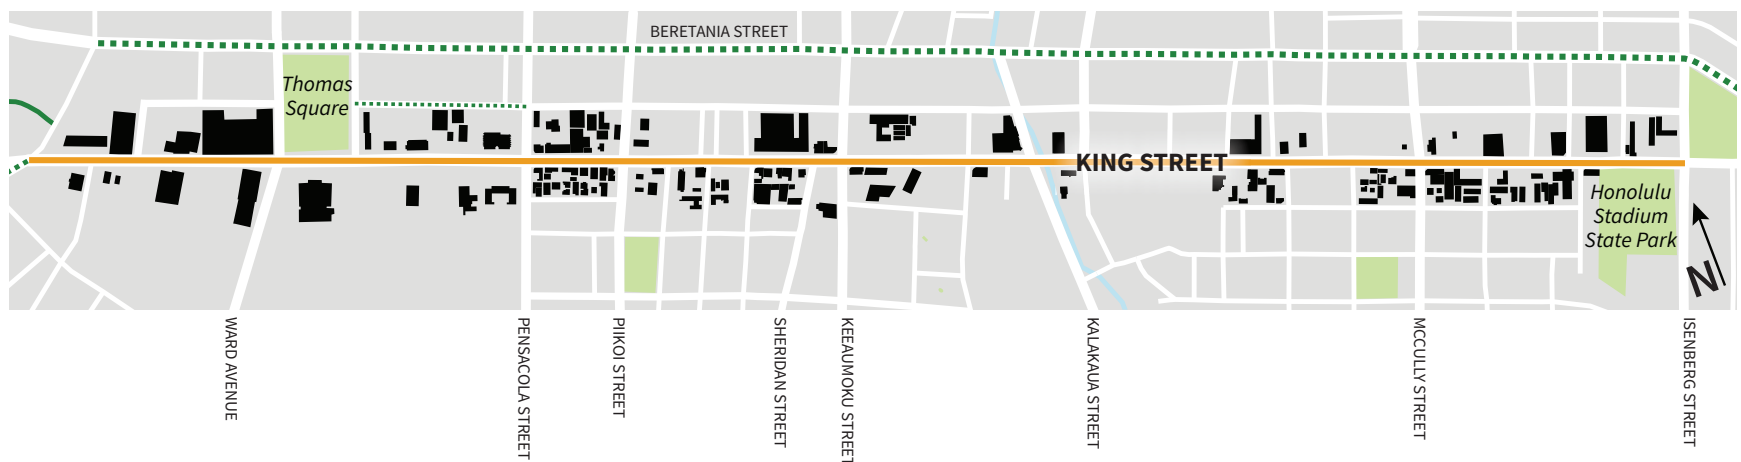 BERETANIA STREET
Thomas
Square
KING STREET
Honolulu
Stadium
State Park
N
WARD AVENUE
PENSACOLA STREET
PIIKOI STREET
SHERIDAN STREET
KEEAUMOKU STREET
KALAKAUA STREET
MCCULLY STREET
ISENBERG STREET